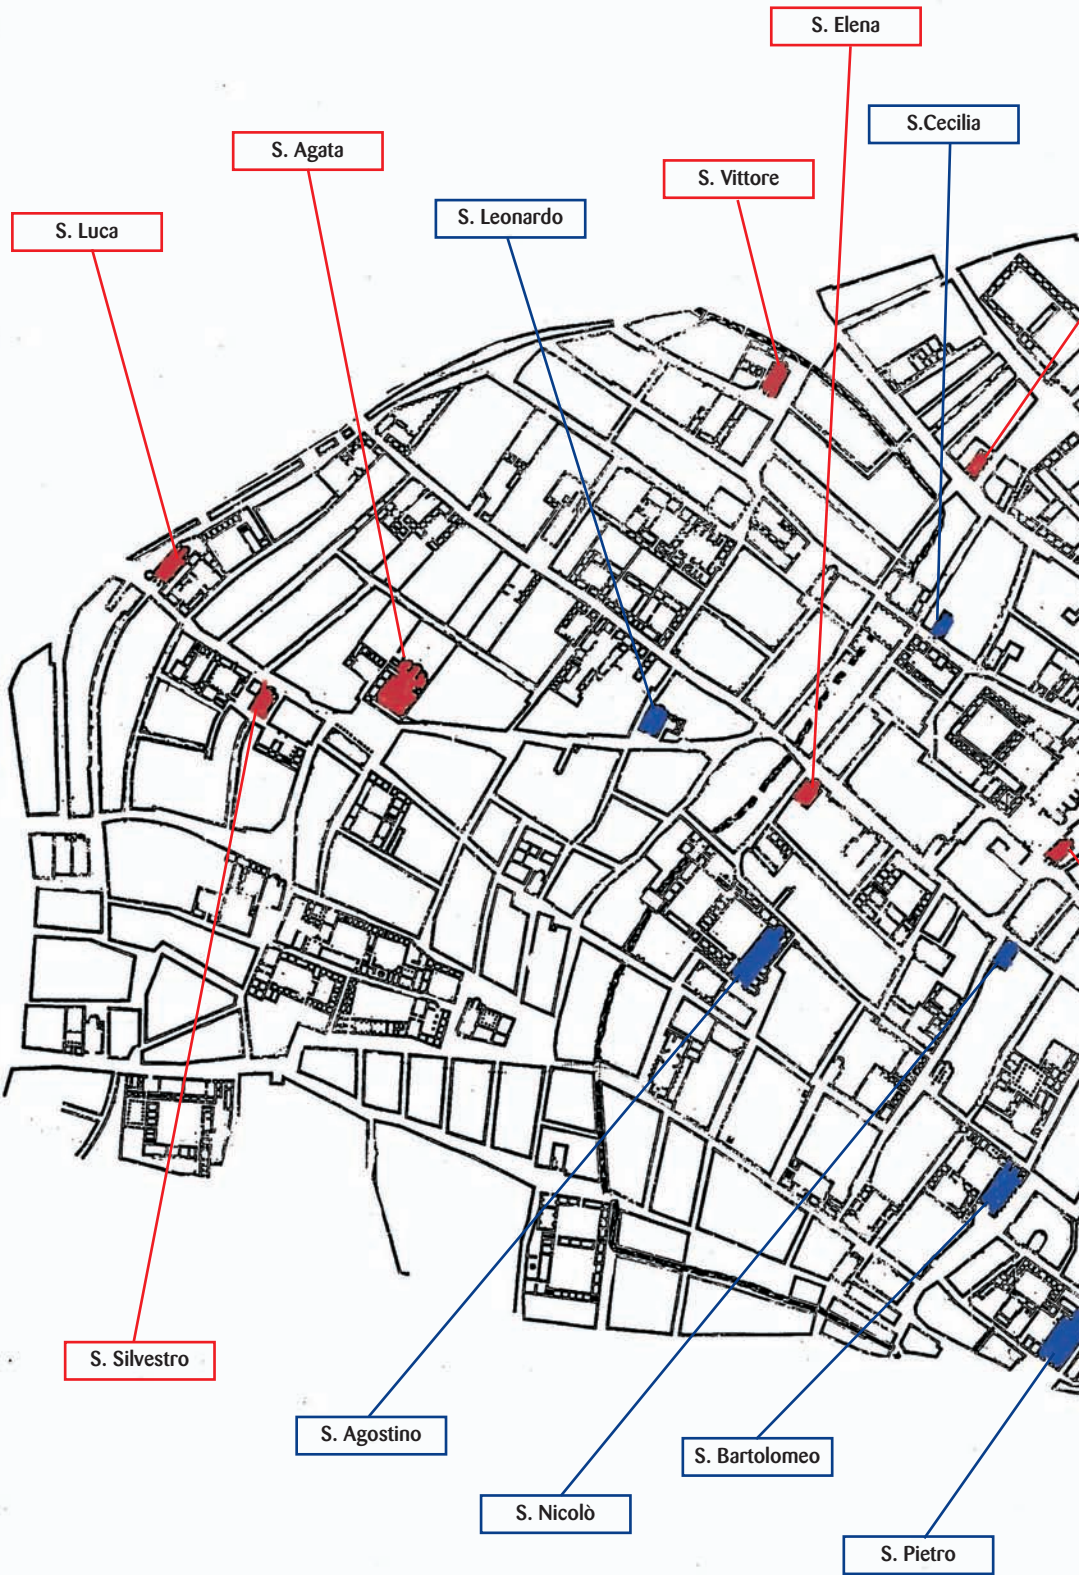 S. Elena
S.Cecilia
S. Agata
S. Vittore
S. Leonardo
S. Luca
S. Silvestro
S. Agostino
S. Bartolomeo
S. Nicolò
S. Pietro